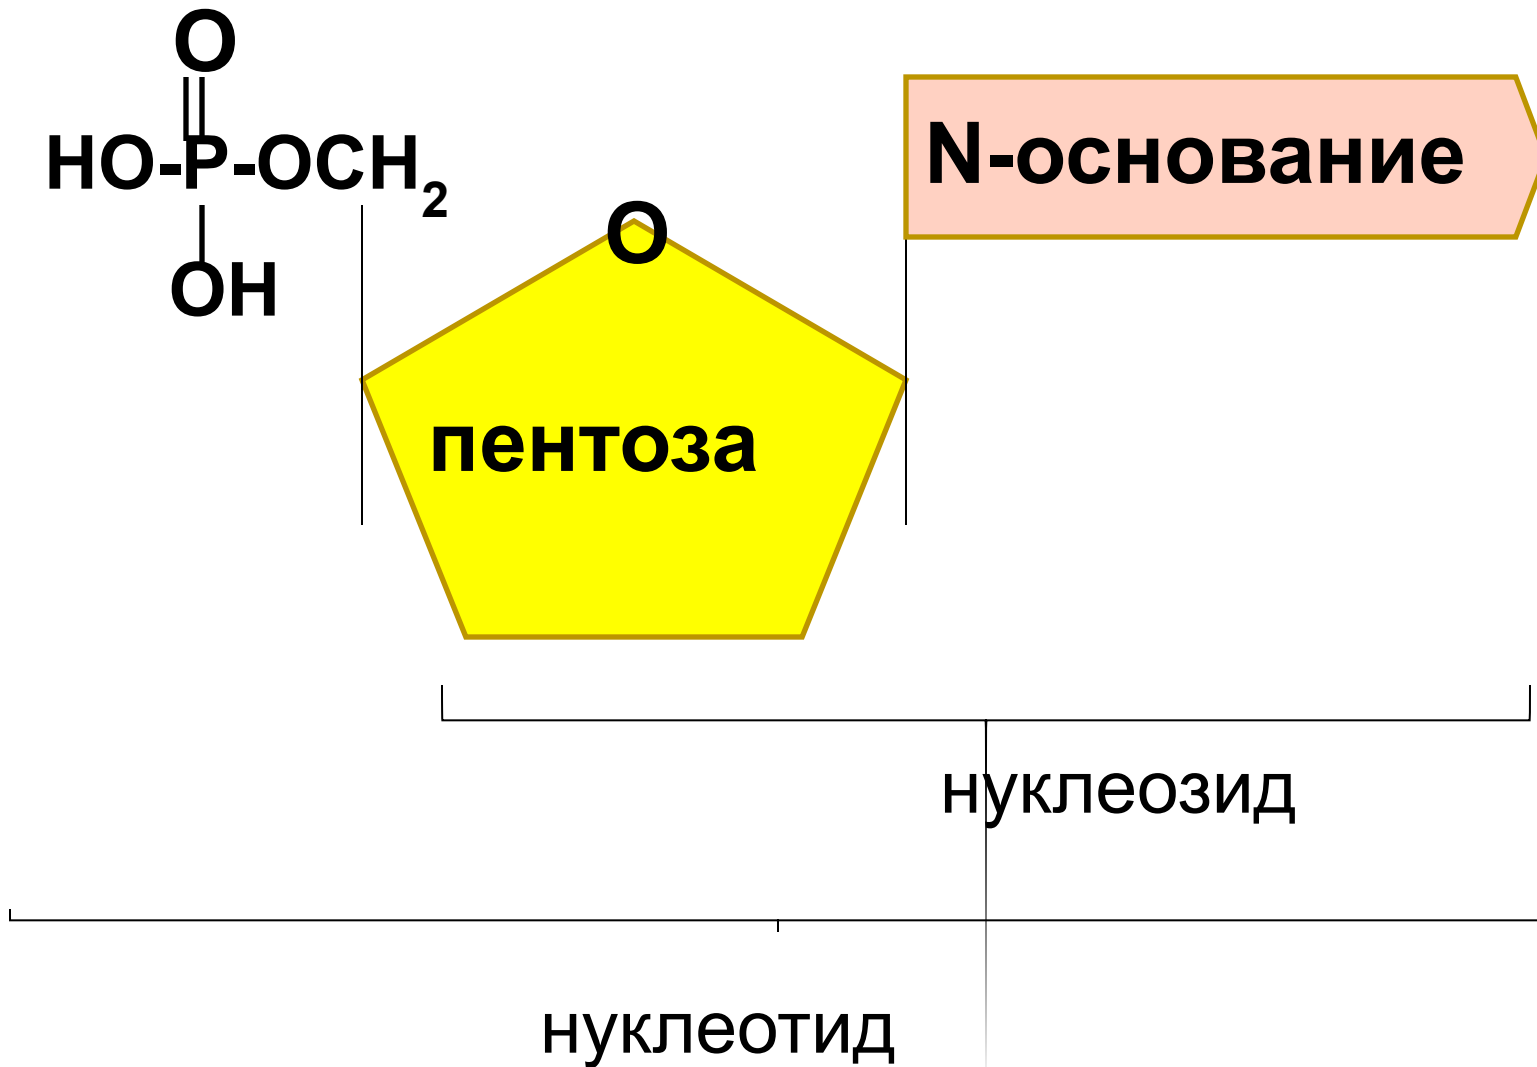 O
HO-P-OCH2
OH
O
N-основание
пентоза
нуклеозид
нуклеотид